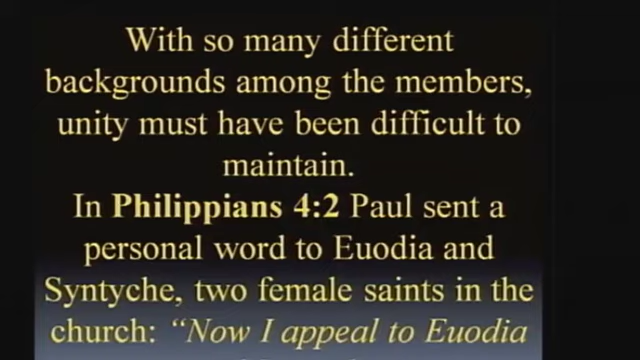 With so many different
backgrounds among the members,
unity must have been difficult to
maintain.
In Philippians 4:2 Paul sent a
personal word to Euodia and
Syntyche, two female saints in the
church: “Now I appeal to Euodia